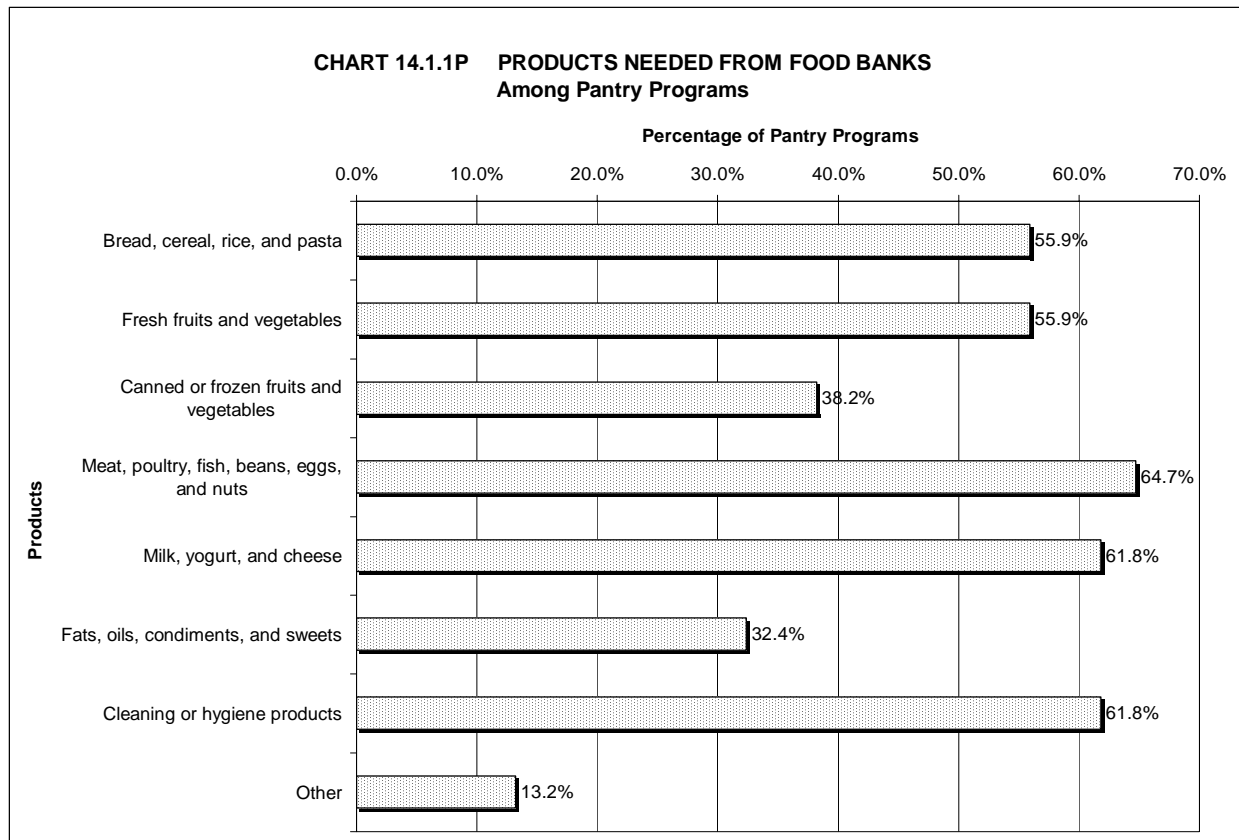 CHART 14.1.1P PRODUCTS NEEDED FROM FOOD BANKS
Among Pantry Programs
Percentage of Pantry Programs
0.0% 10.0% 20.0% 30.0% 40.0% 50.0% 60.0% 70.0%
Bread, cereal, rice, and pasta 55.9%
Fresh fruits and vegetables 55.9%
Canned or frozen fruits and
vegetables 38.2%
Meat, poultry, fish, beans, eggs,
and nuts 64.7%
Milk, yogurt, and cheese 61.8%
Fats, oils, condiments, and sweets 32.4%
Cleaning or hygiene products 61.8%
Other 13.2%
Products